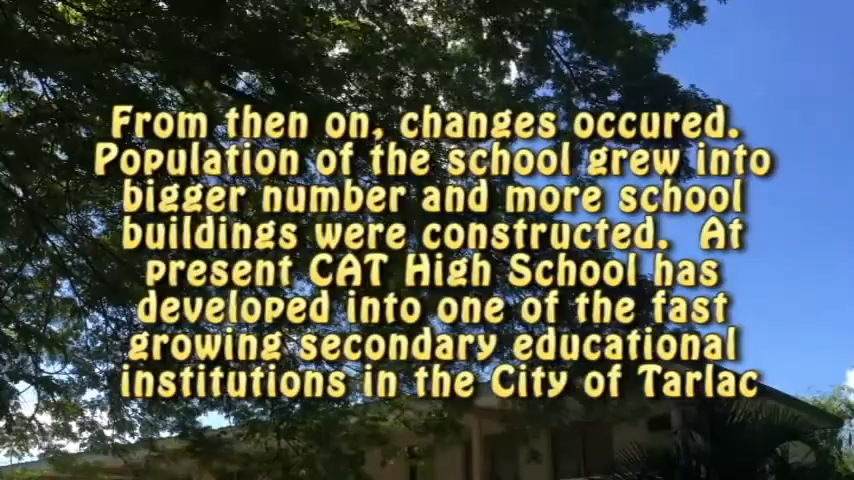 From then on, changes occured.
Population of the school grew into
bigger number and more school
buildings were constructed. At
present CAT High School has
developed into one of the fast
growing secondary educational
institutions in the City of Tarlac